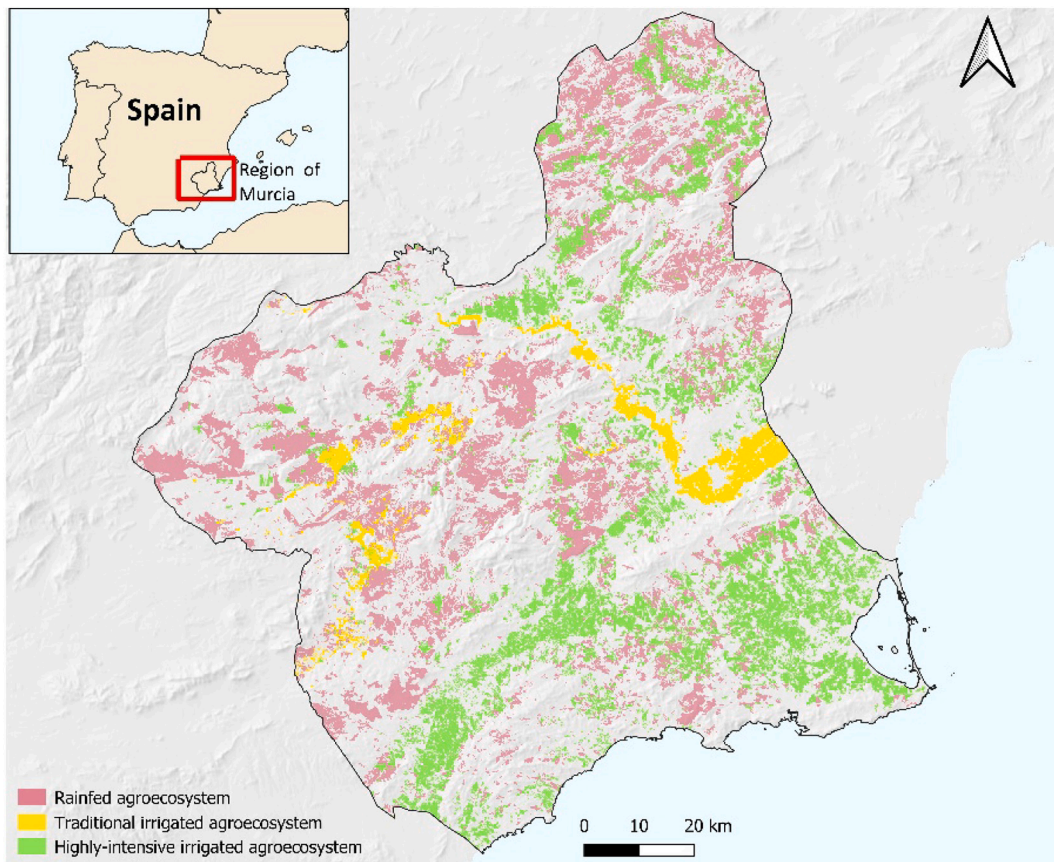 Spain
Region of
Murcia
Rainfed agroecosystem
Traditional irrigated agroecosystem
Highly-intensive irrigated agroecosystem
0 10 20 km